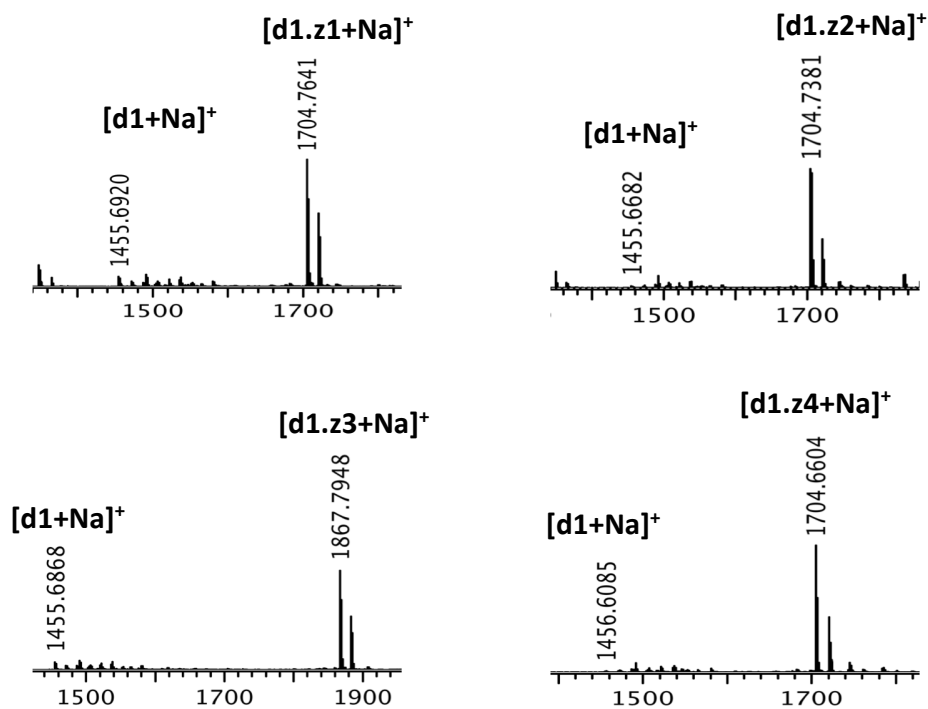 [d1.z1+Na]+
[d1+Na]+
1704.7641
1455.6920
1500 1700
[d1.z2+Na]+
[d1+Na]+
1704.7381
1455.6682
1500 1700
[d1.z3+Na]+
[d1+Na]+
1867.7948
1455.6868
1500 1700 1900
[d1.z4+Na]+
[d1+Na]+
1704.6604
1456.6085
1500 1700